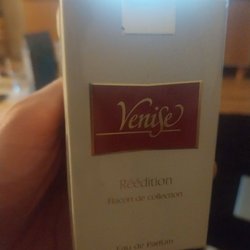 Venise
Réédition
Flacon de collection
Eau de Parfum